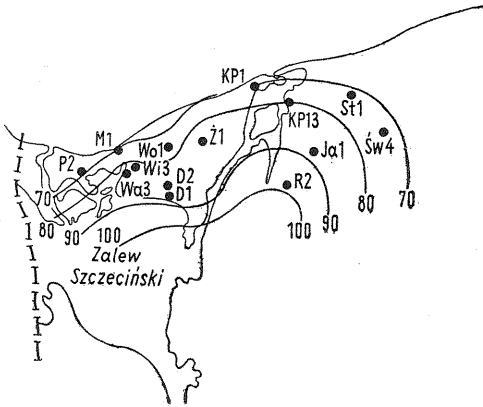 KP1
St1
KP13
M1
Wo1
Ż1
Św4
P2
Wi3
Ja1
Wa3
D2
D1
R2
70
80
90
100
100
90
80
70
Zalew
Szczeciński